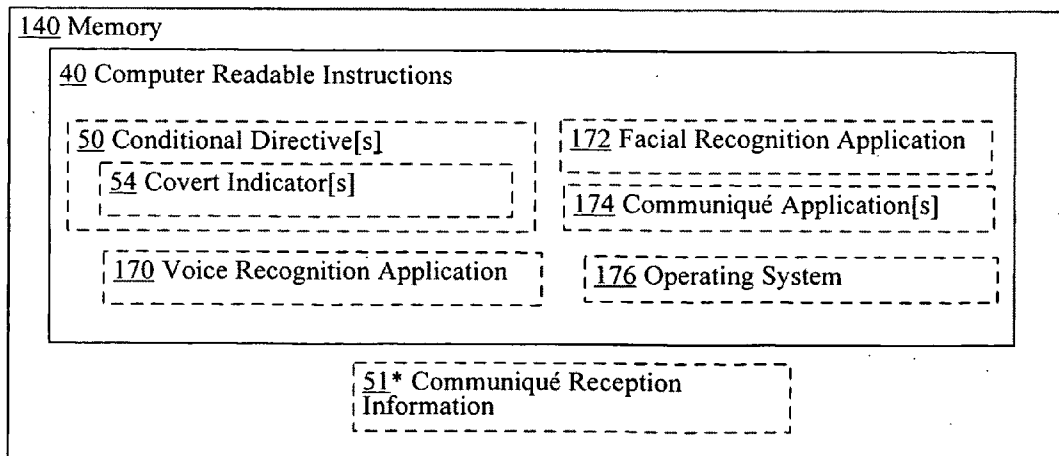 140 Memory
40 Computer Readable Instructions
50 Conditional Directive[s]
54 Covert Indicator[s]
170 Voice Recognition Application
172 Facial Recognition Application
174 Communiqué Application[s]
176 Operating System
51* Communiqué Reception
Information